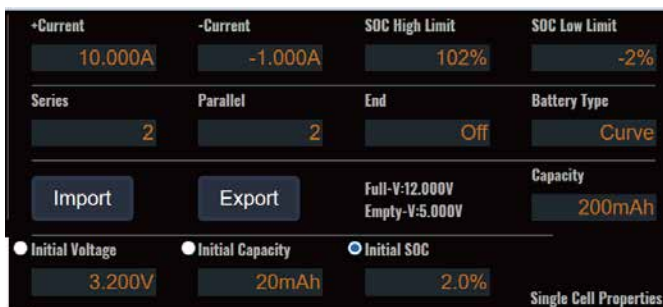 +Current -Current SOC High Limit SOC Low Limit
10.000A -1.000A 102% -2%
Series Parallel End Battery Type
2 2 Off Curve
Import Export Full-V:12.000V Capacity
Empty-V:5.000V 200mAh
Initial Voltage Initial Capacity Initial SOC
3.200V 20mAh 2.0%
Single Cell Properties